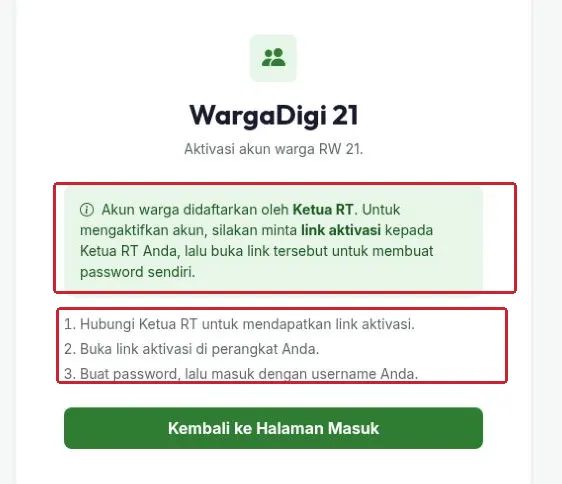 WargaDigi 21
Aktivasi akun warga RW 21.
Akun warga didaftarkan oleh Ketua RT. Untuk
mengaktifkan akun, silakan minta link aktivasi kepada
Ketua RT Anda, lalu buka link tersebut untuk membuat
password sendiri.
1. Hubungi Ketua RT untuk mendapatkan link aktivasi.
2. Buka link aktivasi di perangkat Anda.
3. Buat password, lalu masuk dengan username Anda.
Kembali ke Halaman Masuk